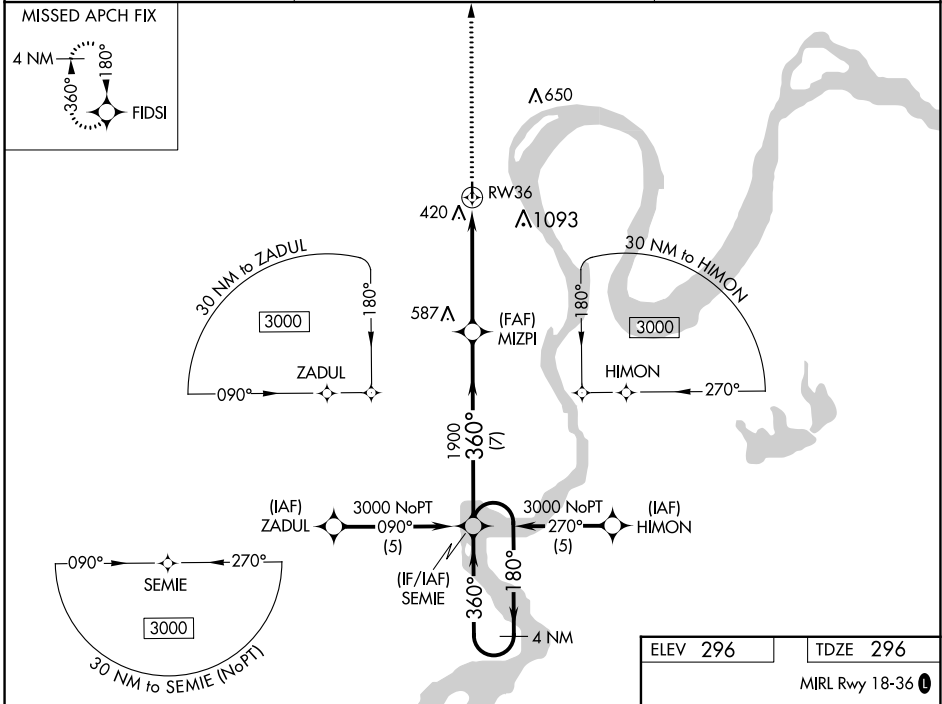 MISSED APCH FIX
4 NM
180°
360°
FIDSI
650
RW36
420
1093
30 NM to ZADUL
180°
3000
ZADUL
090°
587
(FAF)
MIZPI
30 NM to HIMON
180°
3000
HIMON
270°
1900
360°
(7)
(IAF)
ZADUL
3000 NoPT
090°
(5)
3000 NoPT
270°
(5)
(IAF)
HIMON
(IF/IAF)
SEMIE
360°
180°
4 NM
090°
270°
SEMIE
3000
30 NM to SEMIE (NoPT)
ELEV 296
TDZE 296
MIRL Rwy 18-36 L